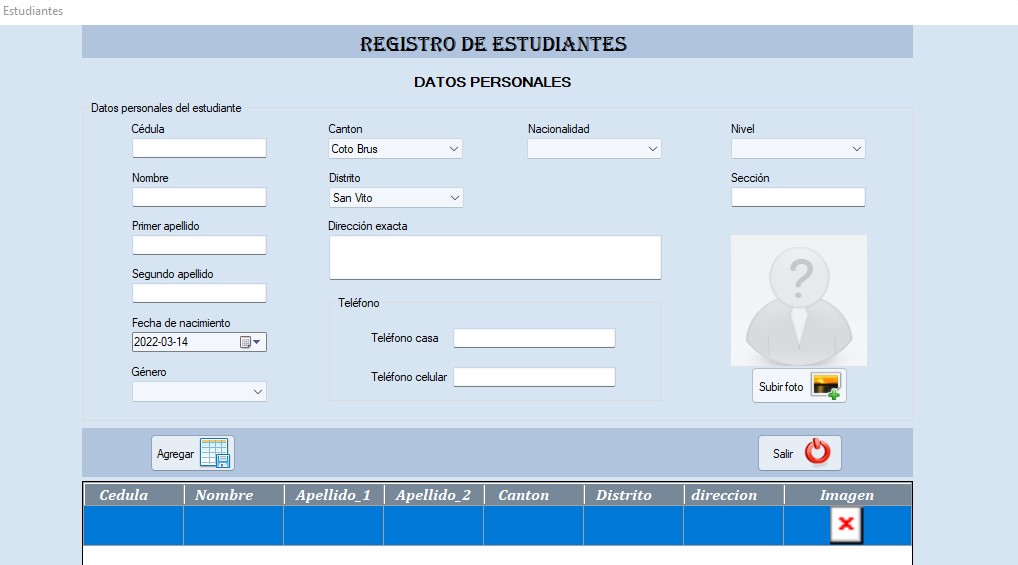 Estudiantes
REGISTRO DE ESTUDIANTES
DATOS PERSONALES
Datos personales del estudiante
Cédula
Canton
Nacionalidad
Nivel
Coto Brus
Nombre
Distrito
Sección
San Vito
Primer apellido
Dirección exacta
Segundo apellido
Teléfono
Fecha de nacimiento
2022-03-14
Teléfono casa
Género
Teléfono celular
Subir foto
Agregar
Salir
Cedula Nombre Apellido_1 Apellido_2 Canton Distrito direccion Imagen